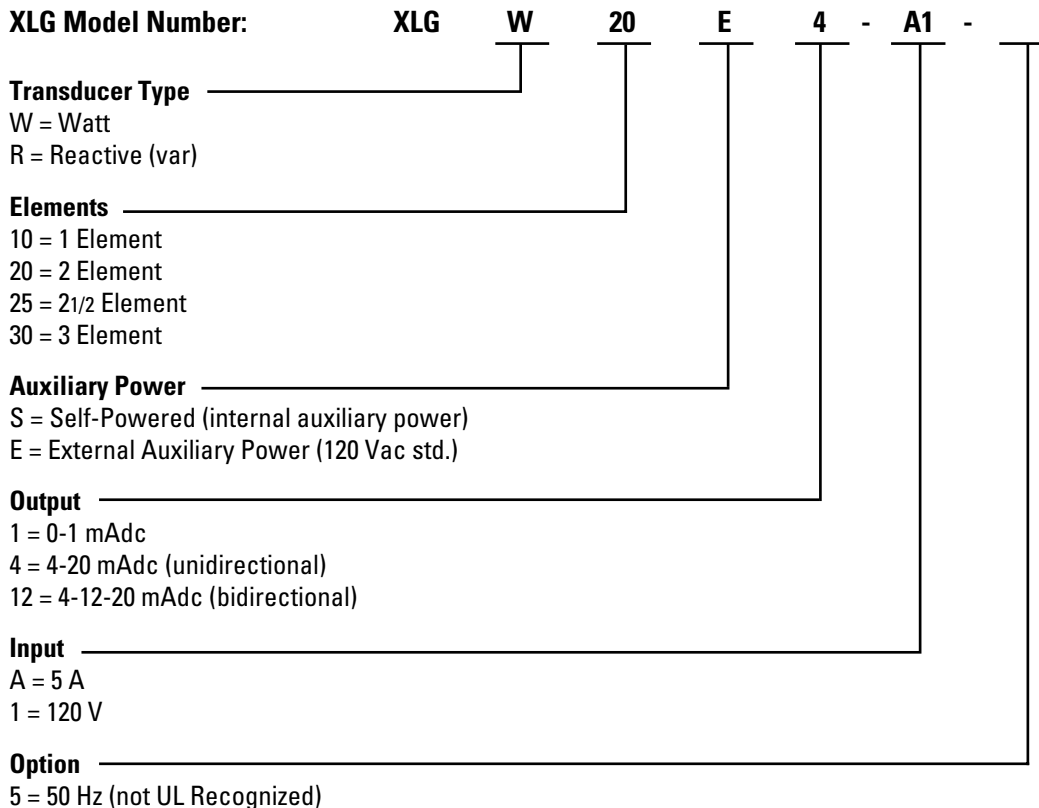 XLG Model Number: XLG W 20 E 4 - A1 -
Transducer Type
W = Watt
R = Reactive (var)
Elements
10 = 1 Element
20 = 2 Element
25 = 21/2 Element
30 = 3 Element
Auxiliary Power
S = Self-Powered (internal auxiliary power)
E = External Auxiliary Power (120 Vac std.)
Output
1 = 0-1 mAdc
4 = 4-20 mAdc (unidirectional)
12 = 4-12-20 mAdc (bidirectional)
Input
A = 5 A
1 = 120 V
Option
5 = 50 Hz (not UL Recognized)